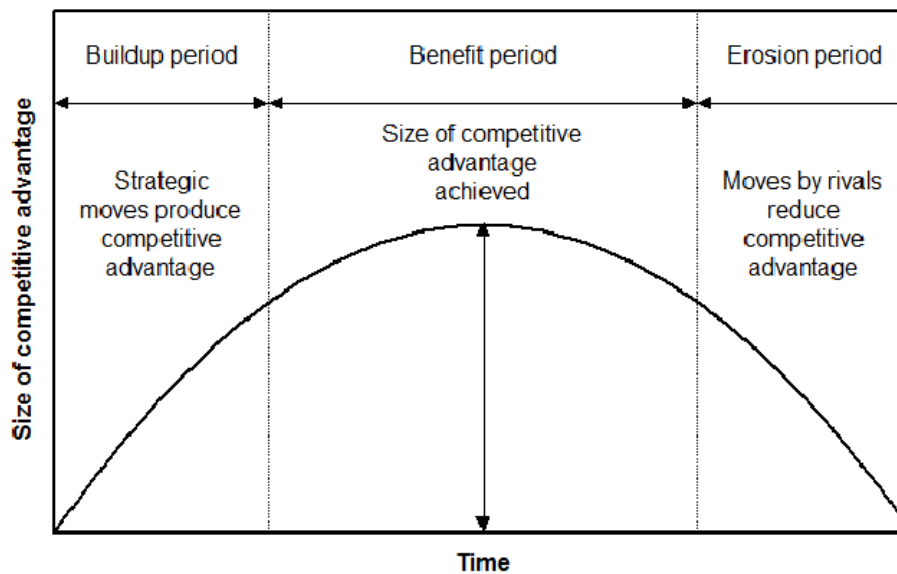 Buildup period
Benefit period
Erosion period
Size of competitive
advantage
achieved
Strategic
moves produce
competitive
advantage
Moves by rivals
reduce
competitive
advantage
Size of competitive advantage
Time